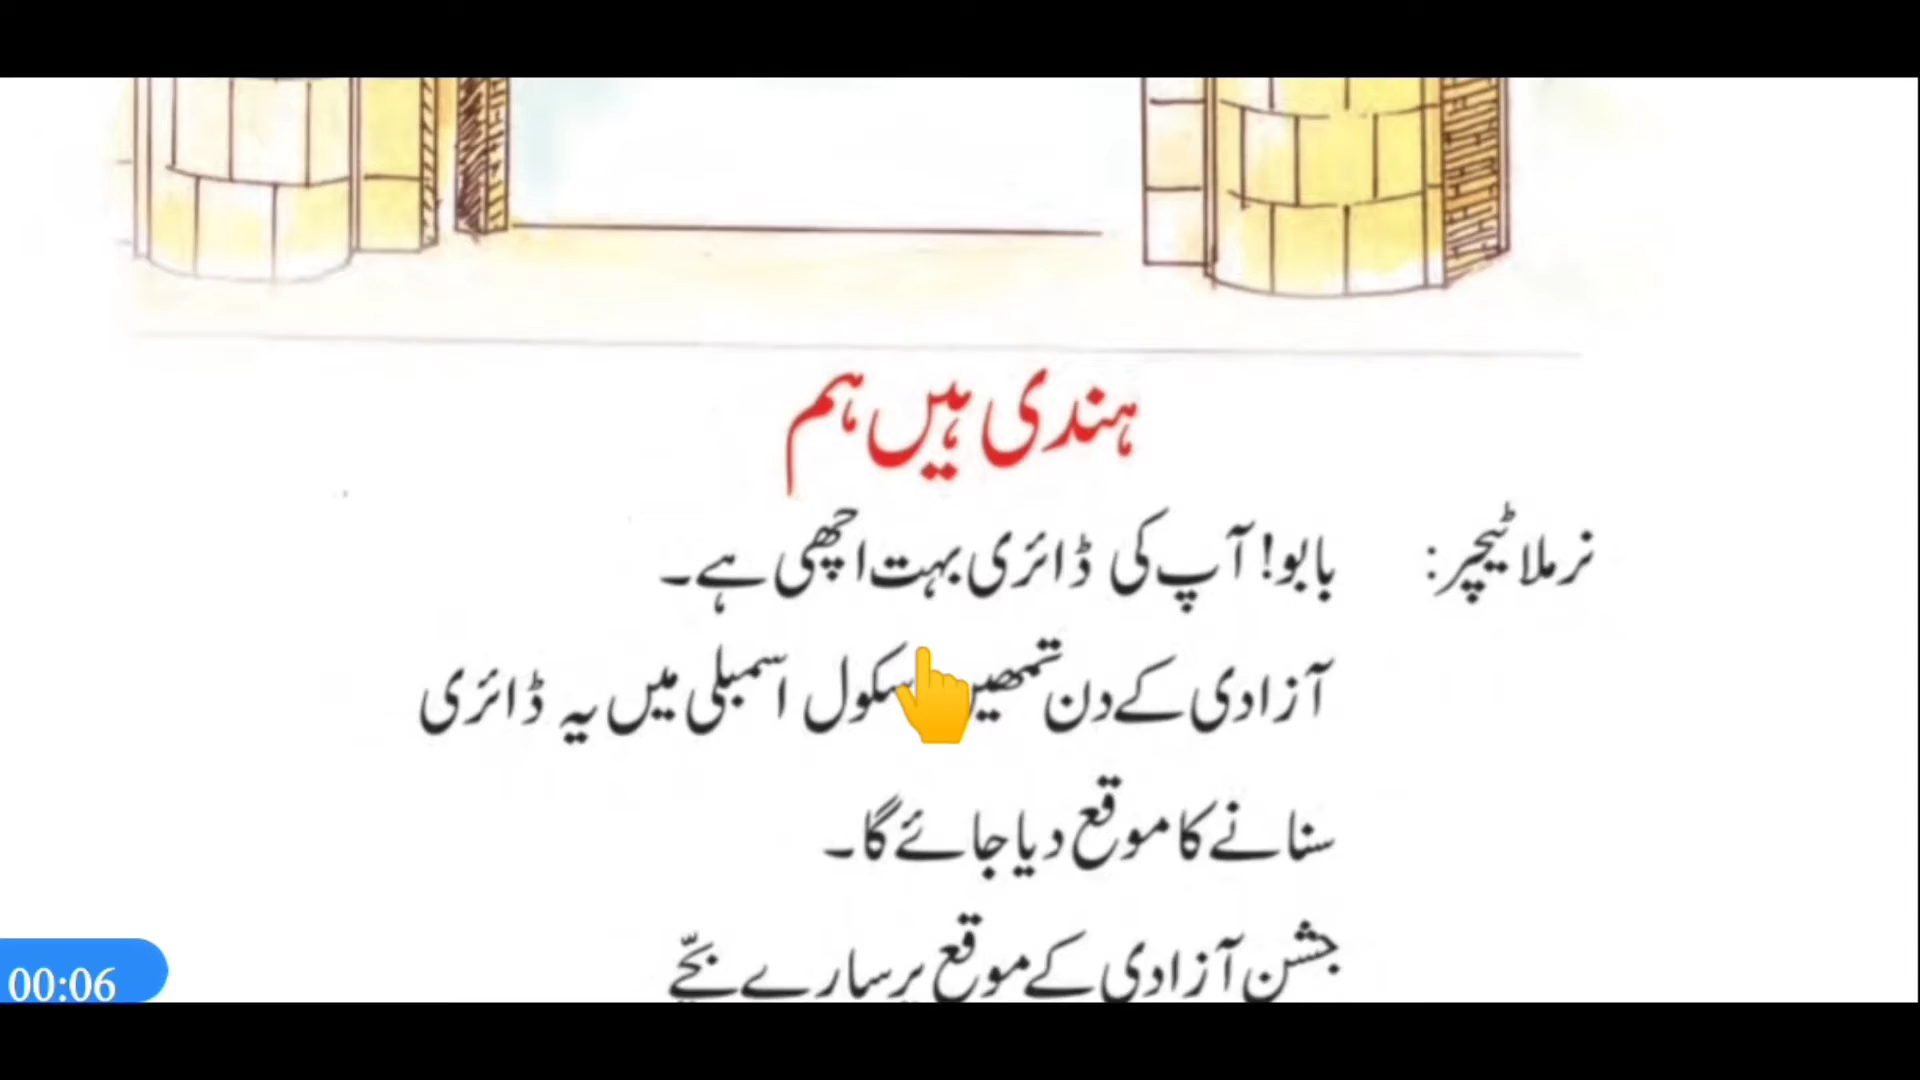 ہندی ہیں ہم
نرملا ٹیچر: بابو! آپ کی ڈائری بہت اچھی ہے۔
آزادی کے دن تمھیں اسکول اسمبلی میں یہ ڈائری
سنانے کا موقع دیا جائے گا۔
جشن آزادی کے موقع پر سارے بچّے
00:06